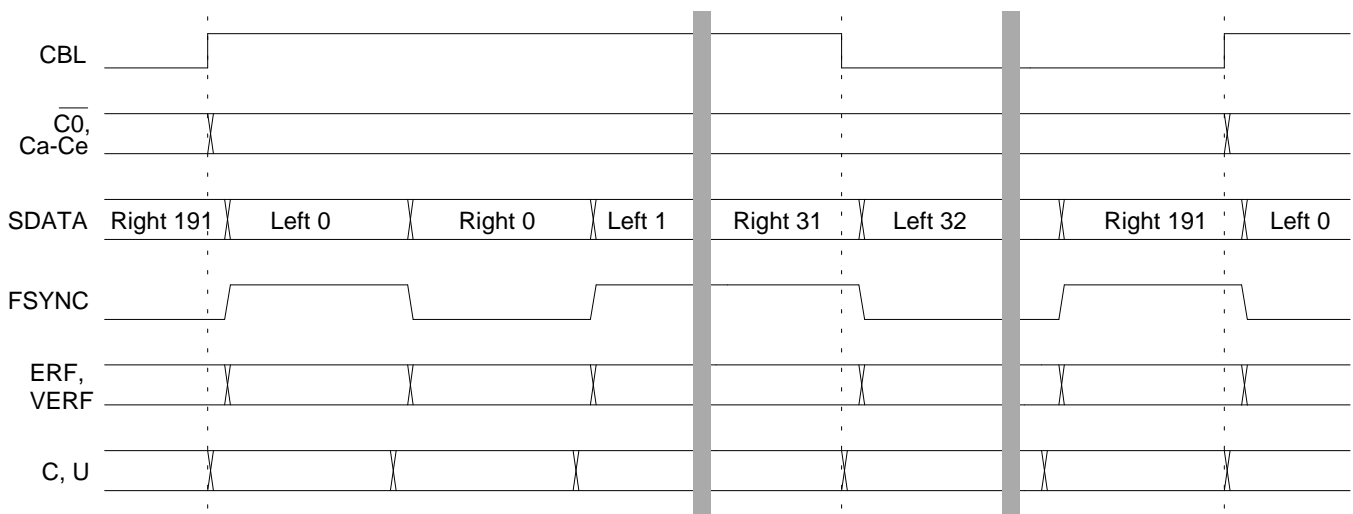 CBL
C0,
Ca-Ce
SDATA Right 191 Left 0 Right 0 Left 1 Right 31 Left 32 Right 191 Left 0
FSYNC
ERF,
VERF
C, U